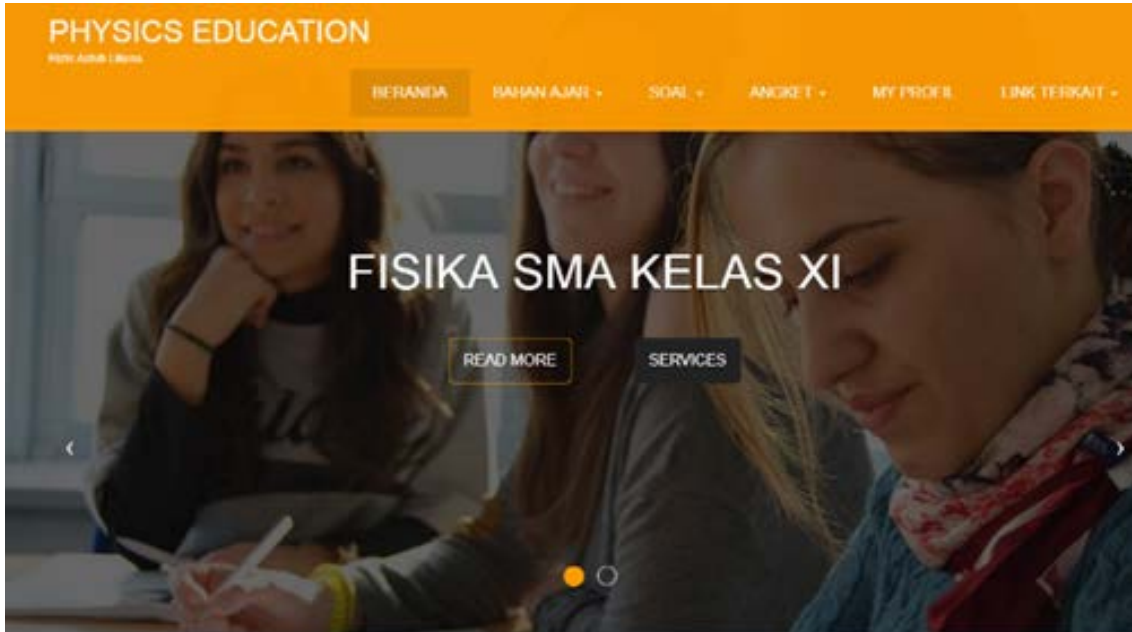 PHYSICS EDUCATION
BERANDA BAHAN AJAR SOAL ANGKET MY PROFIL LINK TERKAIT
FISIKA SMA KELAS XI
READ MORE SERVICES